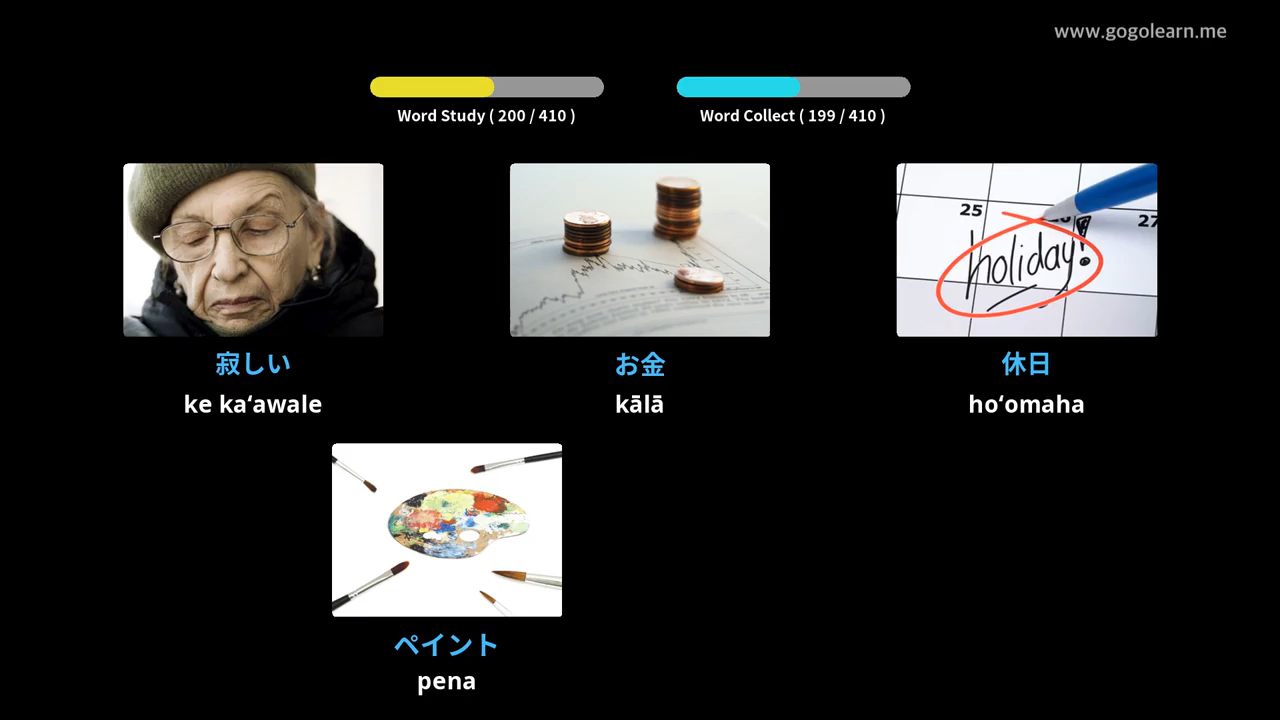 www.gogolearn.me
Word Study ( 200 / 410 )
Word Collect ( 199 / 410 )
25
27
holiday!
寂しい
お金
休日
ke kaʻawale
kālā
hoʻomaha
ペイント
pena